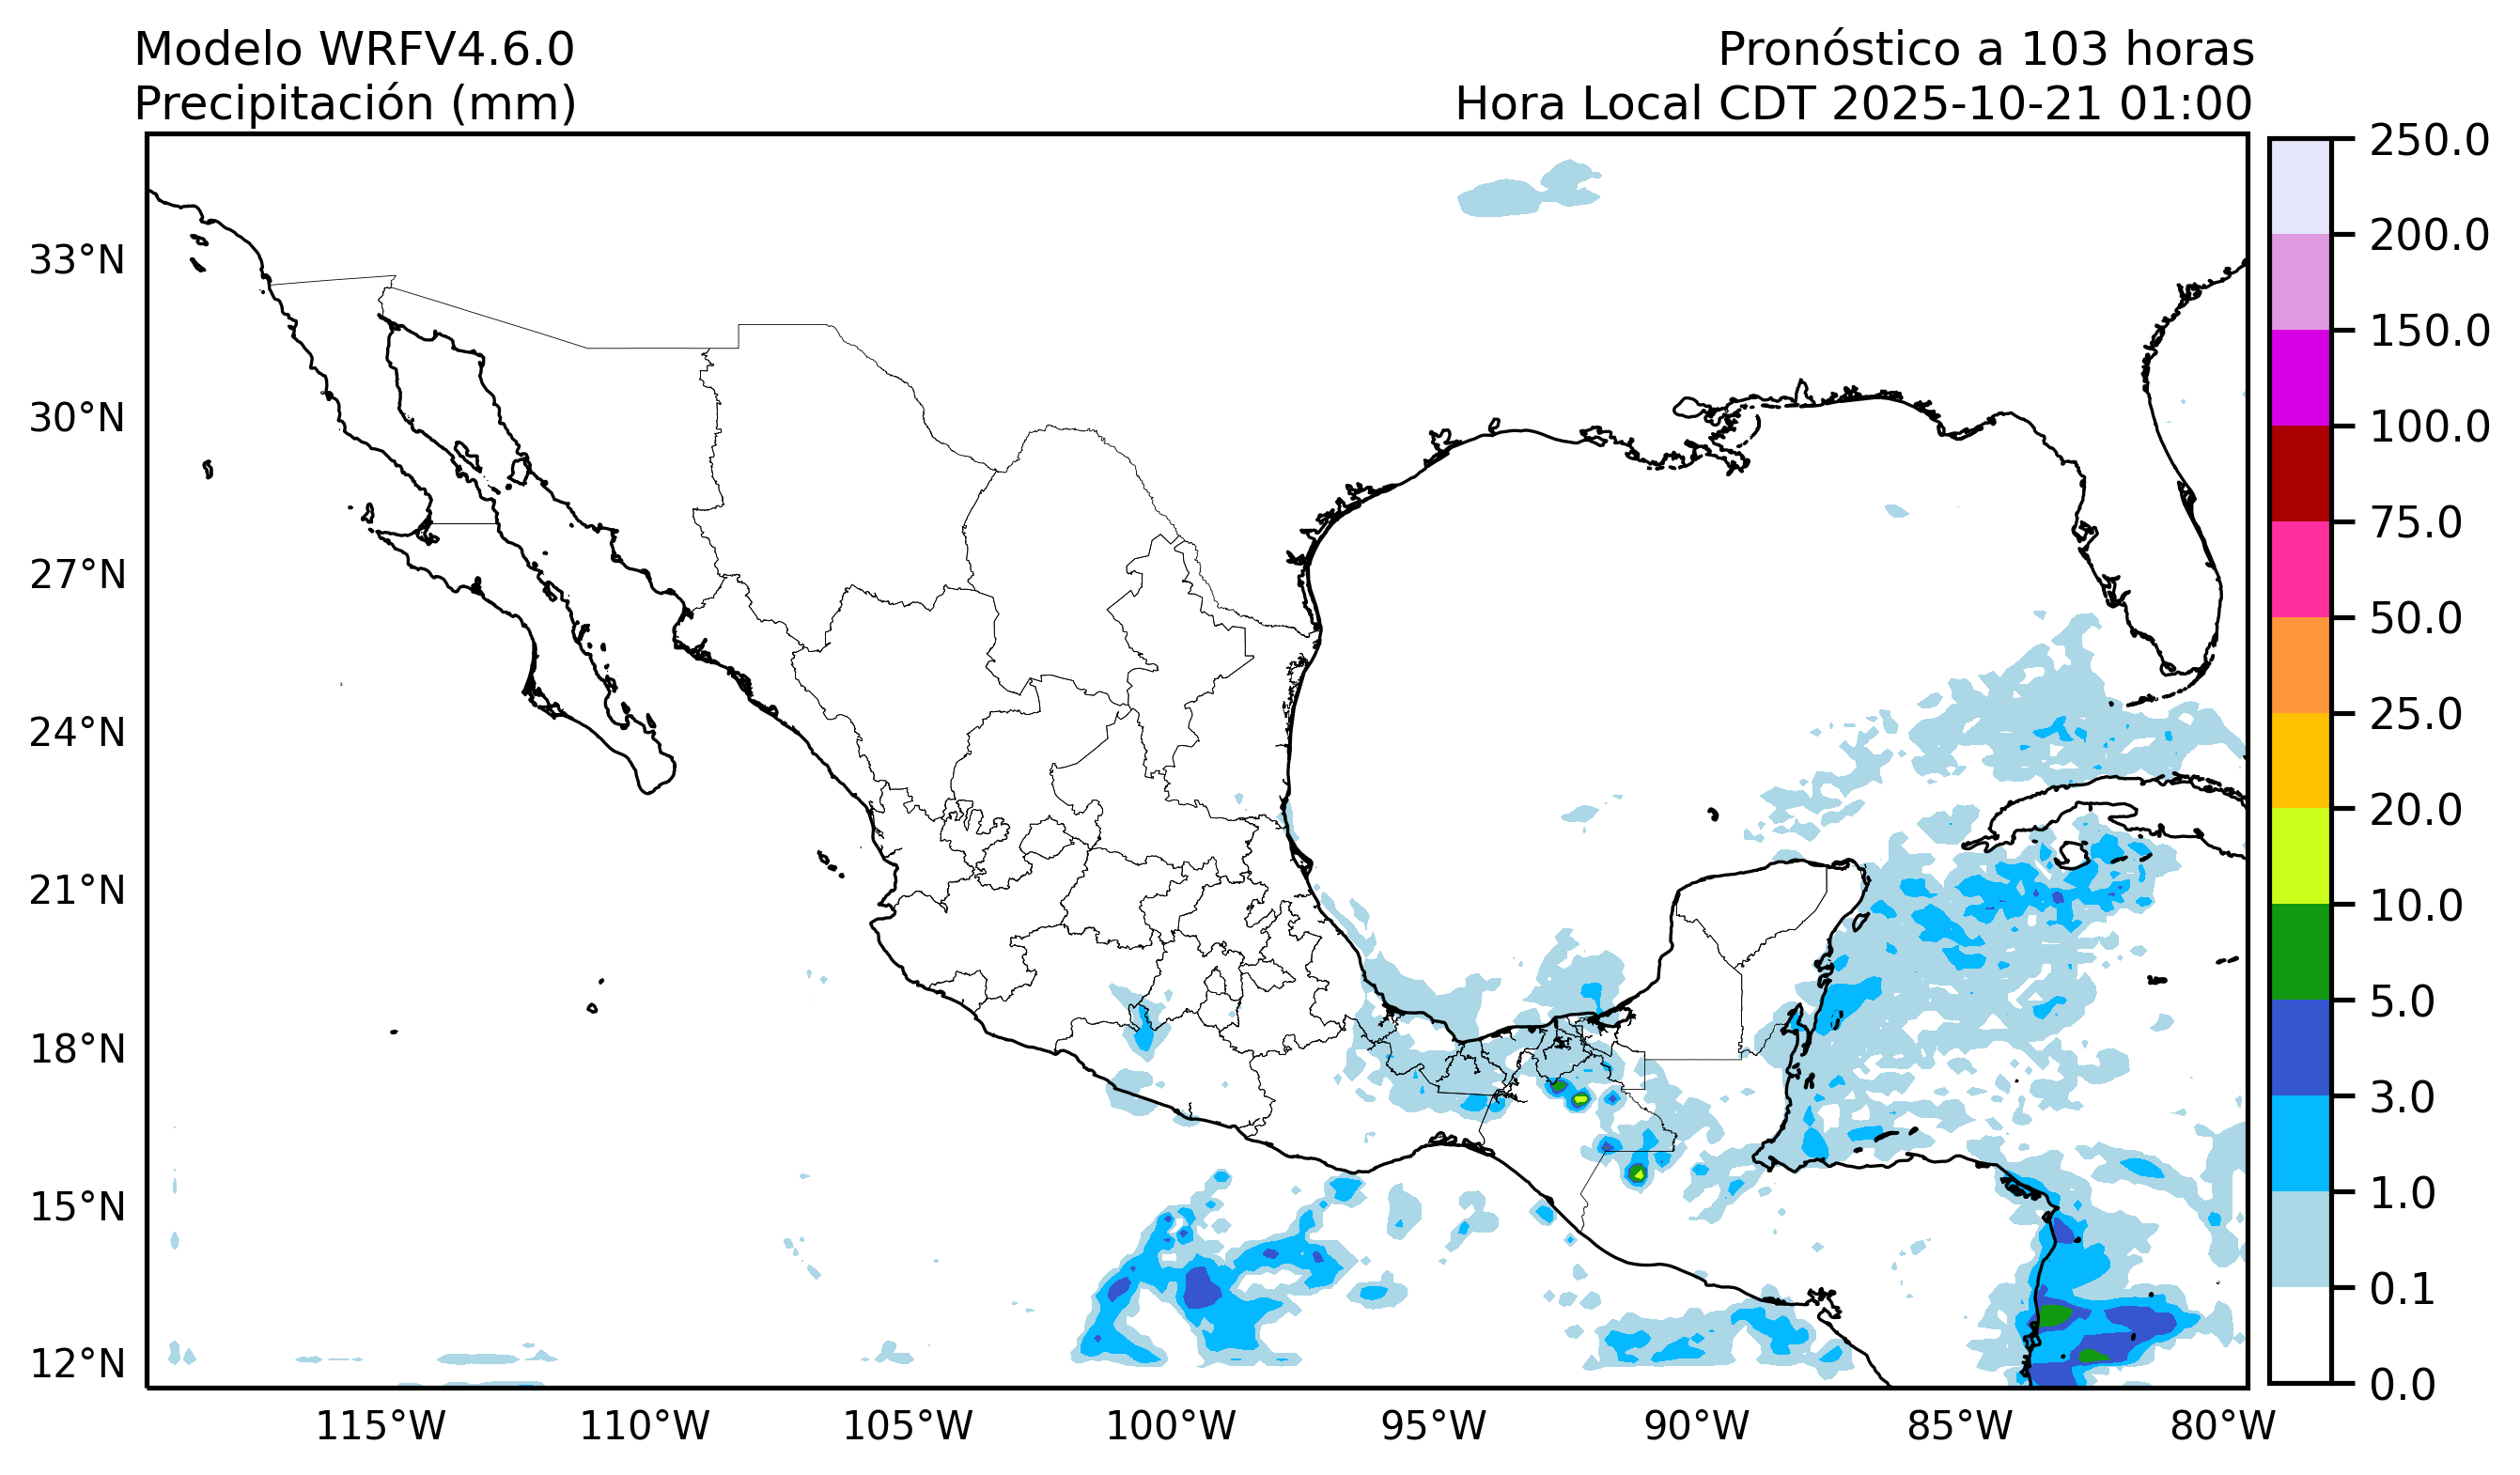 Modelo WRFV4.6.0
Precipitación (mm)
Pronóstico a 103 horas
Hora Local CDT 2025-10-21 01:00
33°N
30°N
27°N
24°N
21°N
18°N
15°N
12°N
115°W
110°W
105°W
100°W
95°W
90°W
85°W
80°W
250.0
200.0
150.0
100.0
75.0
50.0
25.0
20.0
10.0
5.0
3.0
1.0
0.1
0.0